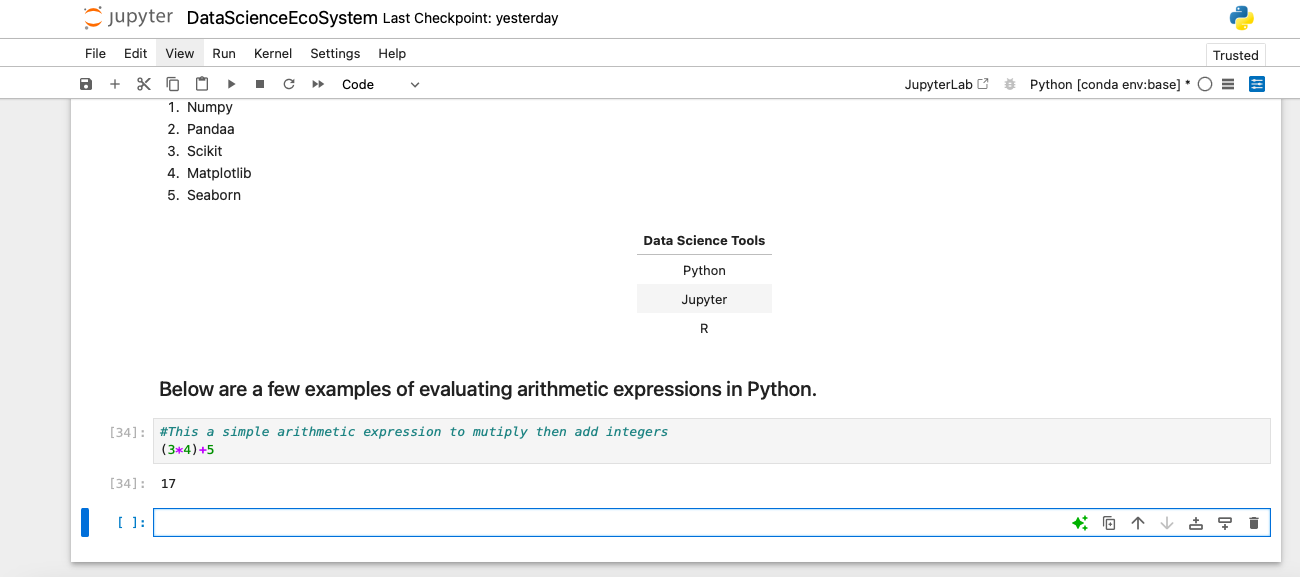 jupyter DataScienceEcoSystem Last Checkpoint: yesterday
File Edit View Run Kernel Settings Help
Trusted
Code JupyterLab Python [conda env:base] *
1. Numpy
2. Pandaa
3. Scikit
4. Matplotlib
5. Seaborn
Data Science Tools
Python
Jupyter
R
Below are a few examples of evaluating arithmetic expressions in Python.
[34]: #This a simple arithmetic expression to mutiply then add integers
(3*4)+5
[34]: 17
[ ]: